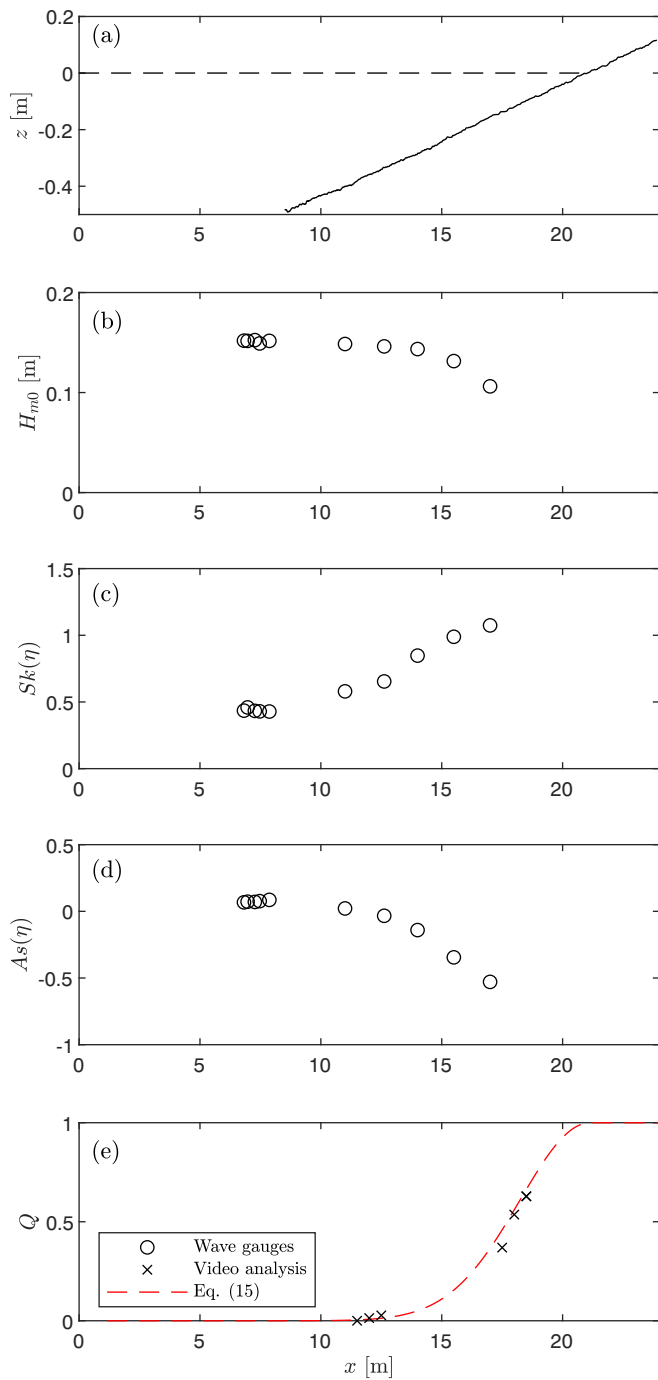 (a)
z [m]
0.2
0
-0.2
-0.4
0 5 10 15 20
(b)
H_{m0} [m]
0.2
0.1
0
0 5 10 15 20
(c)
Sk(η)
1.5
1
0.5
0
0 5 10 15 20
(d)
As(η)
0.5
0
-0.5
-1
0 5 10 15 20
(e)
Q
1
0.5
0
Wave gauges
Video analysis
Eq. (15)
0 5 10 15 20
x [m]